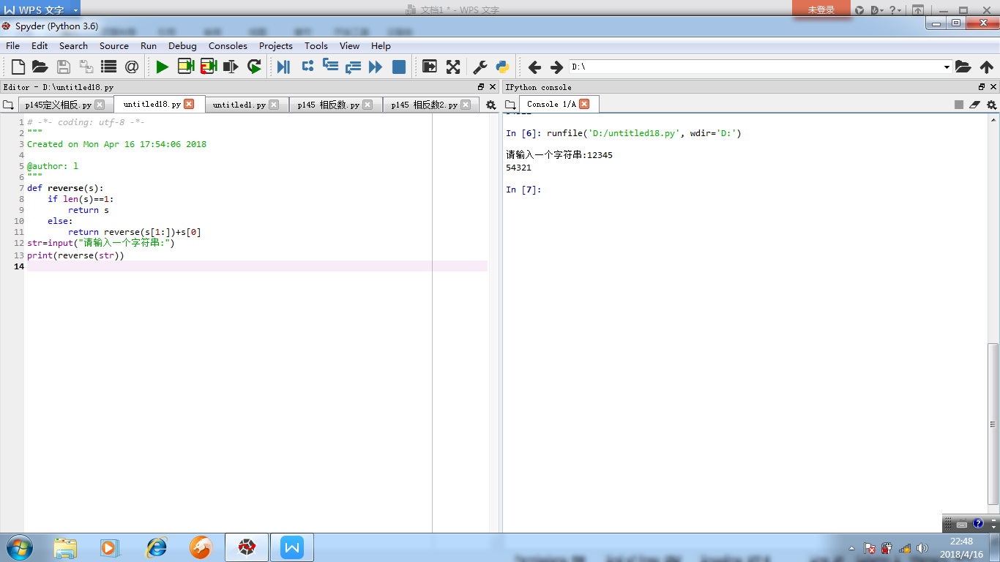 WPS 文字
文档1 * - WPS 文字
未登录
Spyder (Python 3.6)
File Edit Search Source Run Debug Consoles Projects Tools View Help
D:\
Editor - D:\untitled18.py
IPython console
p145定义相反.py untitled18.py untitled1.py p145 相反数.py p145 相反数2.py
Console 1/A
1 # -*- coding: utf-8 -*-
2 """
3 Created on Mon Apr 16 17:54:06 2018
4
5 @author: l
6 """
7 def reverse(s):
8 if len(s)==1:
9 return s
10 else:
11 return reverse(s[1:])+s[0]
12 str=input("请输入一个字符串:")
13 print(reverse(str))
14
In [6]: runfile('D:/untitled18.py', wdir='D:')
请输入一个字符串:12345
54321
In [7]:
22:48
2018/4/16